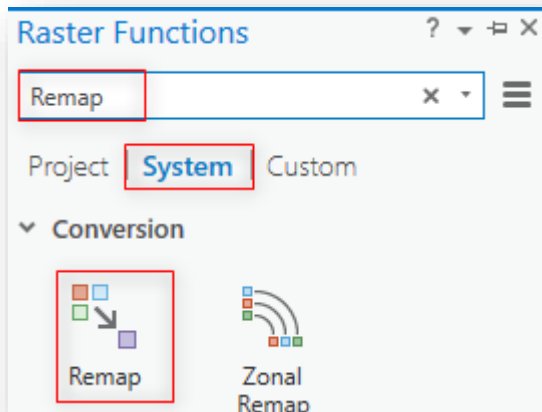 Raster Functions
Remap
Project System Custom
Conversion
Remap Zonal
Remap